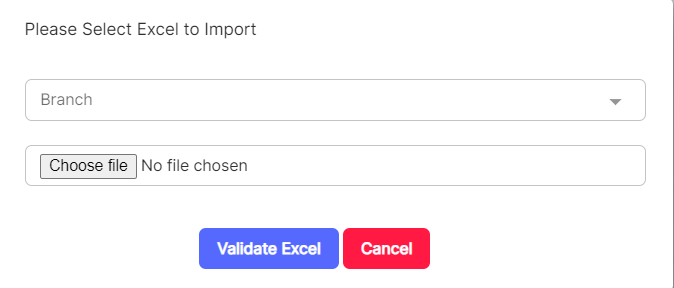 Please Select Excel to Import
Branch
Choose file No file chosen
Validate Excel Cancel